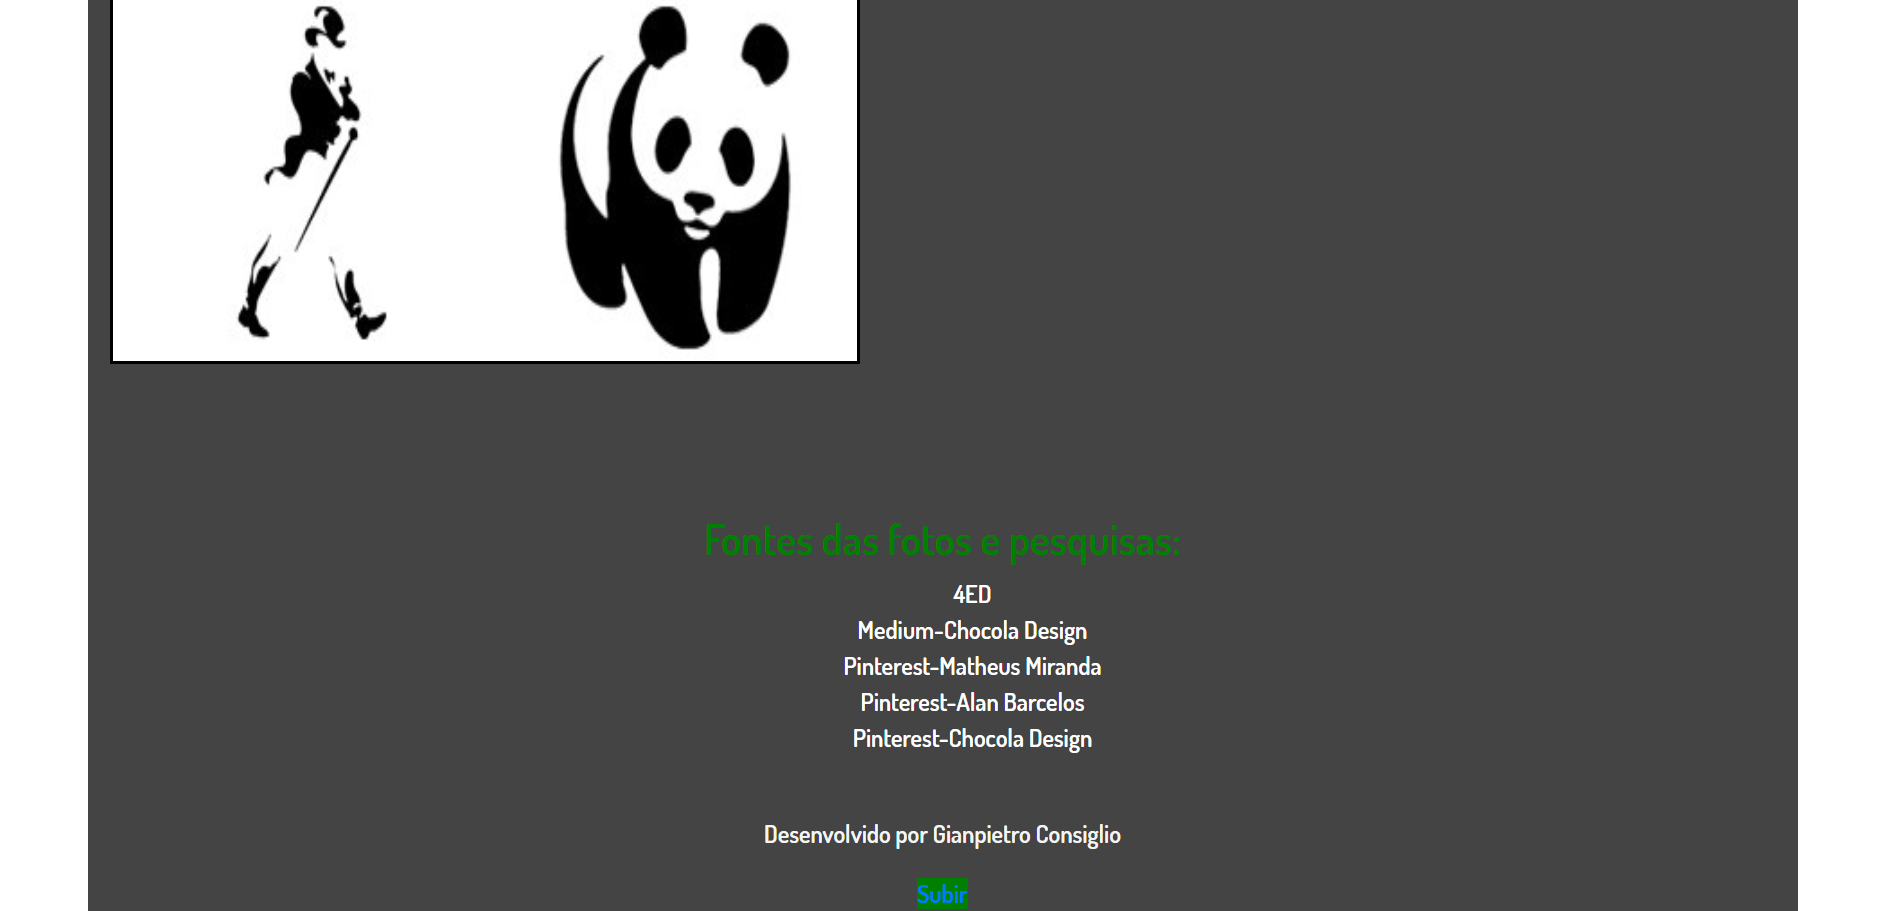 Fontes das fotos e pesquisas:
4ED
Medium-Chocola Design
Pinterest-Matheus Miranda
Pinterest-Alan Barcelos
Pinterest-Chocola Design
Desenvolvido por Gianpietro Consiglio
Subir